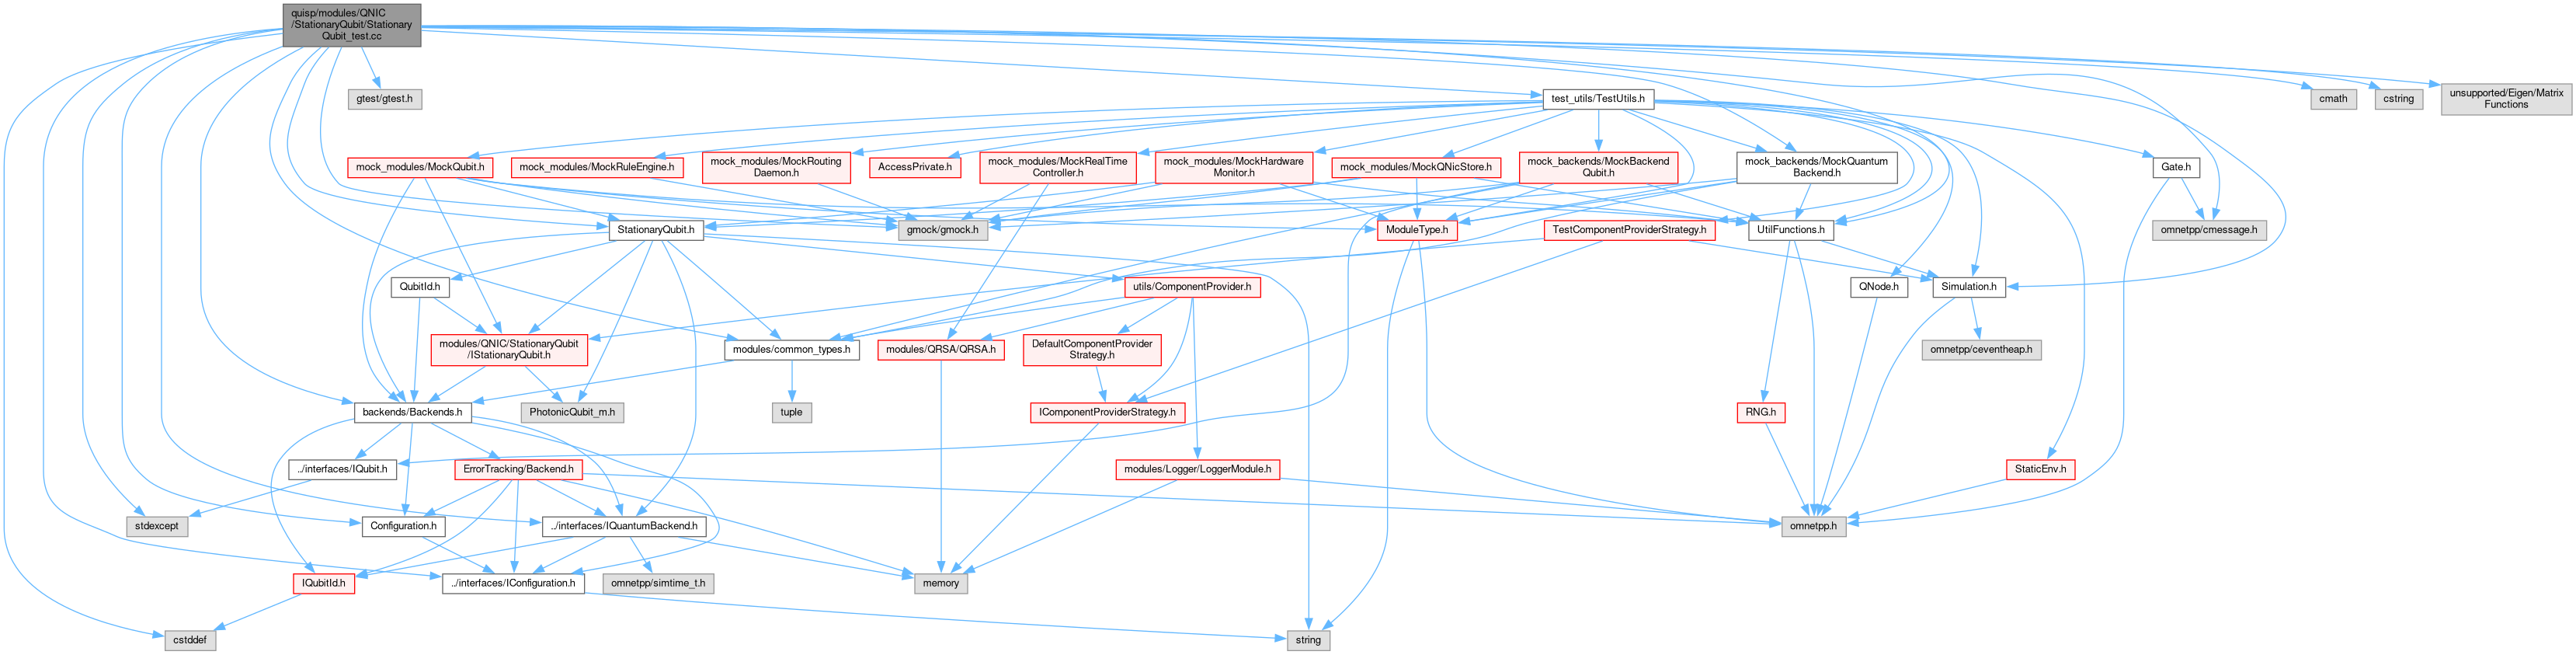 quisp/modules/QNIC
/StationaryQubit/Stationary
Qubit_test.cc
gtest/gtest.h
test_utils/TestUtils.h
cmath
cstring
unsupported/Eigen/Matrix
Functions
mock_modules/MockQubit.h
mock_modules/MockRuleEngine.h
mock_modules/MockRouting
Daemon.h
AccessPrivate.h
mock_modules/MockRealTime
Controller.h
mock_modules/MockHardware
Monitor.h
mock_modules/MockQNicStore.h
mock_backends/MockBackend
Qubit.h
mock_backends/MockQuantum
Backend.h
Gate.h
StationaryQubit.h
gmock/gmock.h
ModuleType.h
TestComponentProviderStrategy.h
UtilFunctions.h
omnetpp/cmessage.h
QubitId.h
utils/ComponentProvider.h
QNode.h
Simulation.h
modules/QNIC/StationaryQubit
/IStationaryQubit.h
modules/common_types.h
modules/QRSA/QRSA.h
DefaultComponentProvider
Strategy.h
omnetpp/ceventheap.h
backends/Backends.h
PhotonicQubit_m.h
tuple
IComponentProviderStrategy.h
RNG.h
../interfaces/IQubit.h
ErrorTracking/Backend.h
modules/Logger/LoggerModule.h
StaticEnv.h
stdexcept
Configuration.h
../interfaces/IQuantumBackend.h
omnetpp.h
IQubitId.h
../interfaces/IConfiguration.h
omnetpp/simtime_t.h
memory
cstddef
string